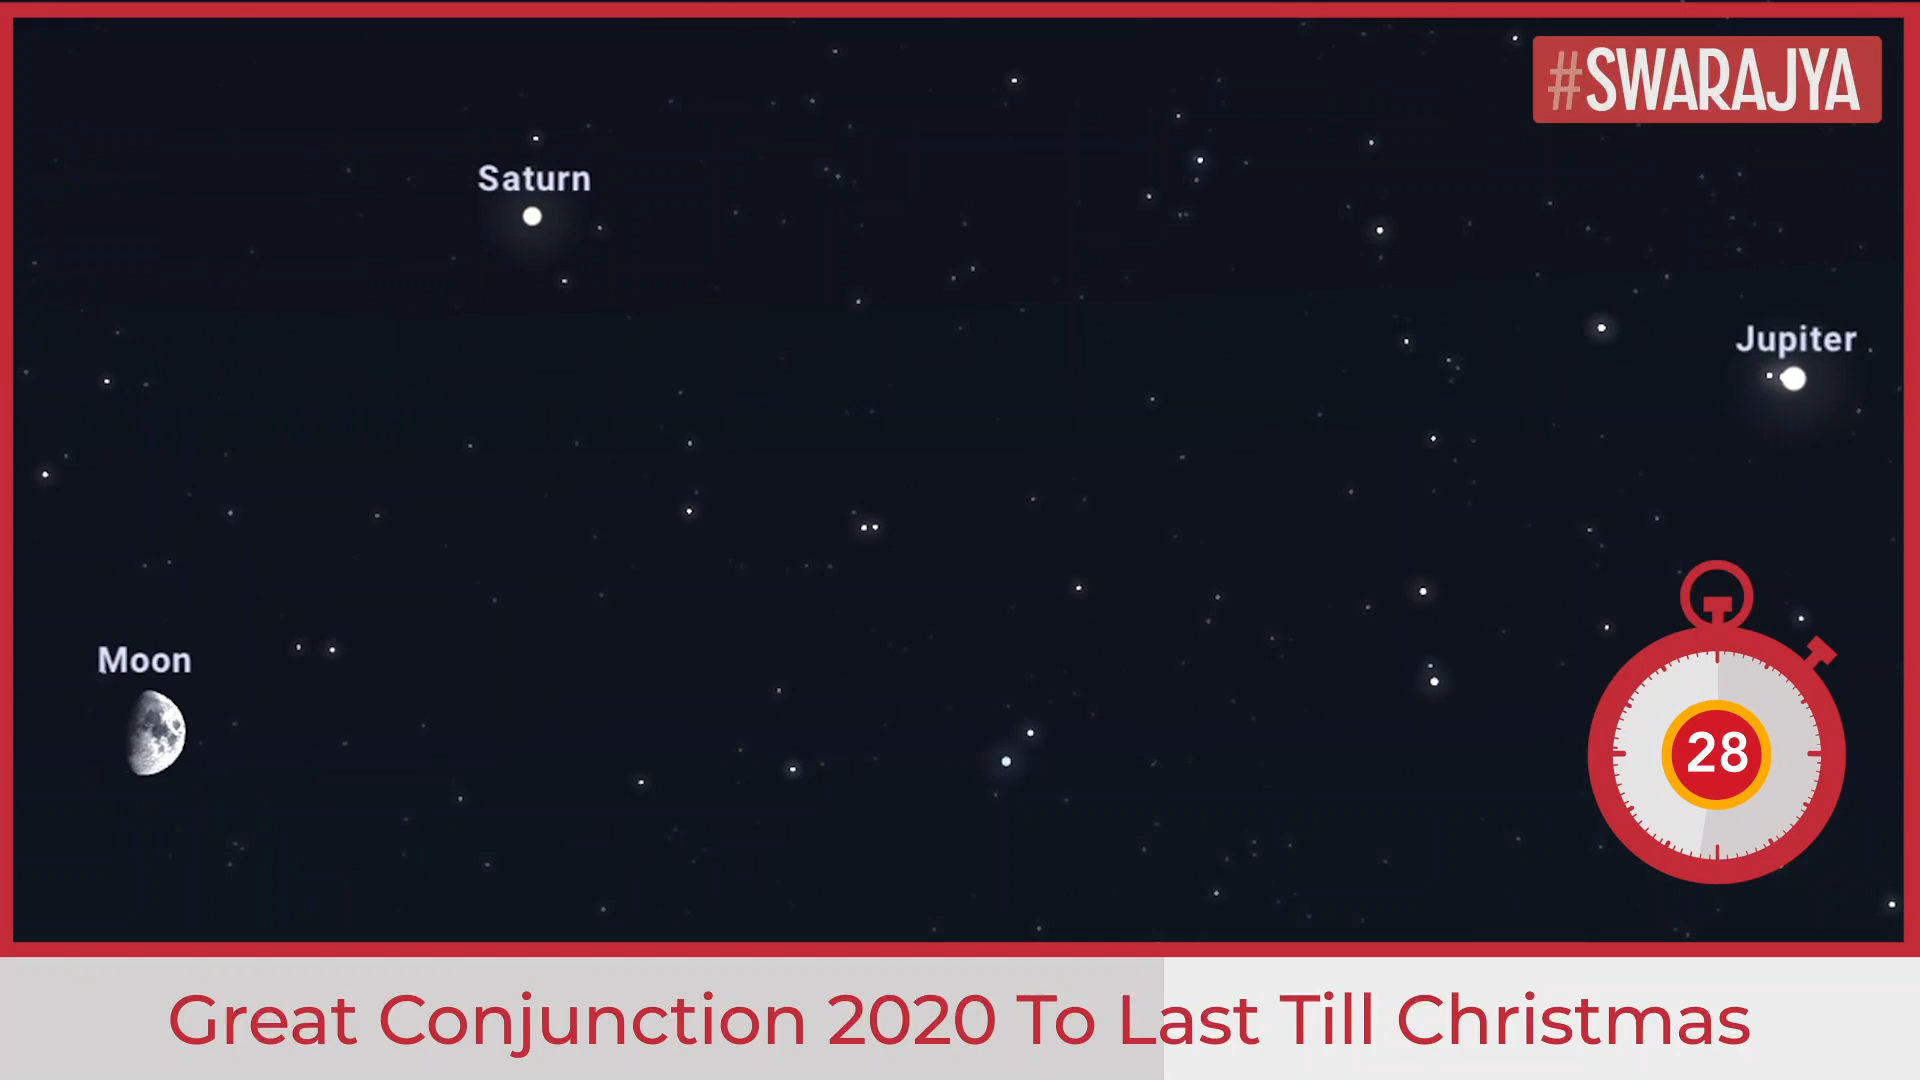 #SWARAJYA
Saturn
Jupiter
Moon
28
Great Conjunction 2020 To Last Till Christmas